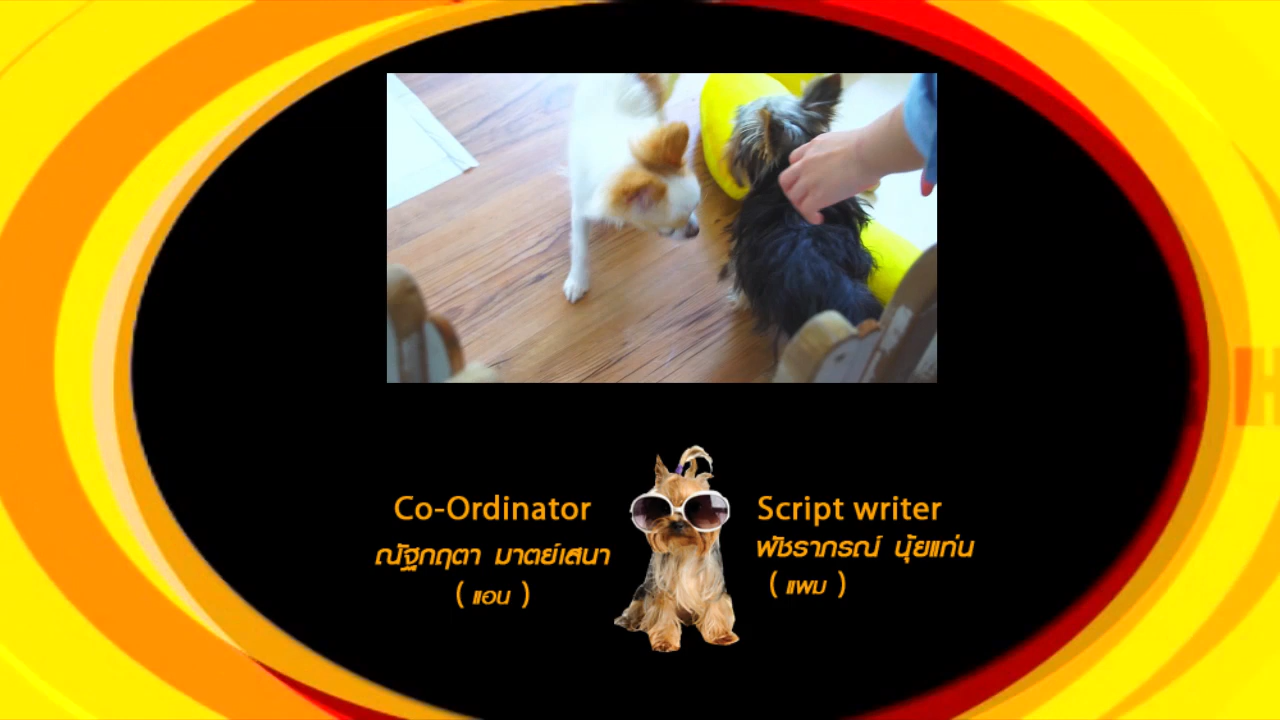 Co-Ordinator
ณัฐกฤตา มาตย์เสนา
( แอน )
Script writer
พัชราภรณ์ นุ้ยแก่น
( แพม )